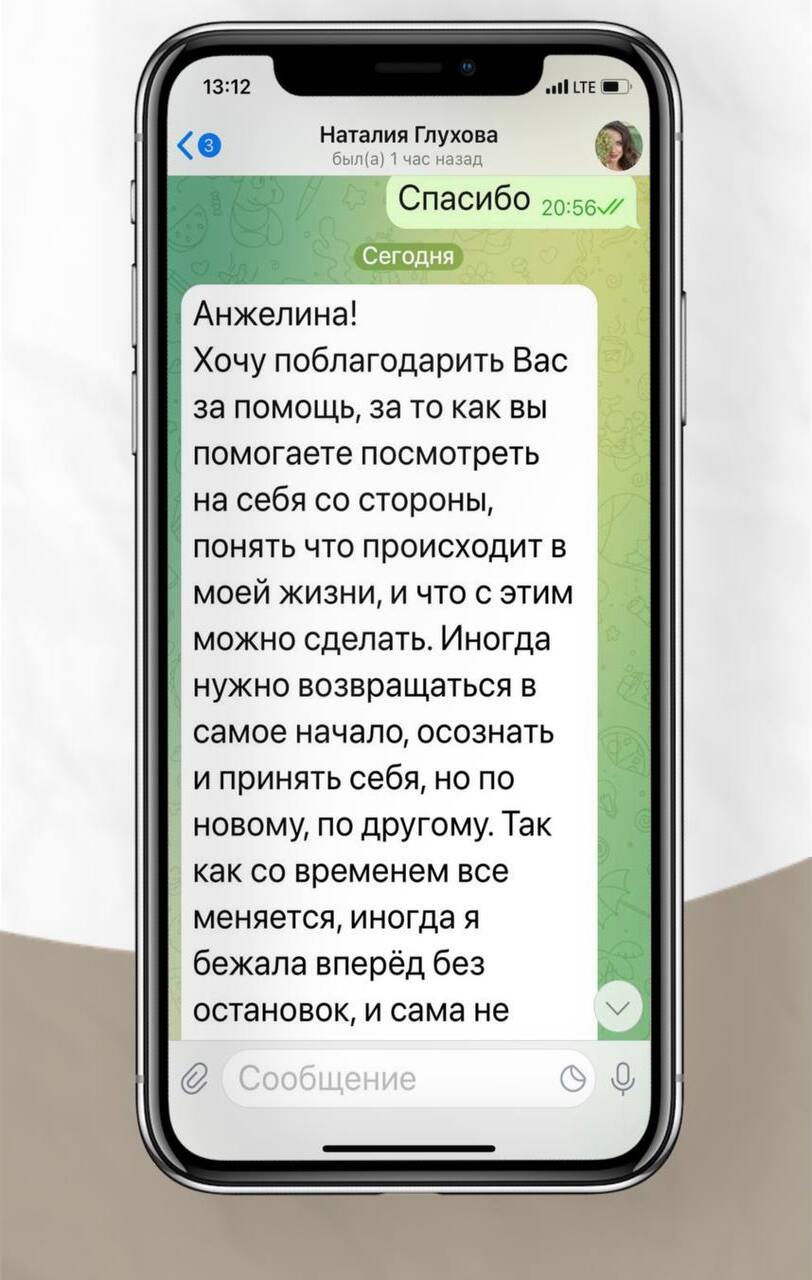 13:12
LTE
3
Наталия Глухова
был(а) 1 час назад
Спасибо 20:56
Сегодня
Анжелина!
Хочу поблагодарить Вас
за помощь, за то как вы
помогаете посмотреть
на себя со стороны,
понять что происходит в
моей жизни, и что с этим
можно сделать. Иногда
нужно возвращаться в
самое начало, осознать
и принять себя, но по
новому, по другому. Так
как со временем все
меняется, иногда я
бежала вперёд без
остановок, и сама не
Сообщение